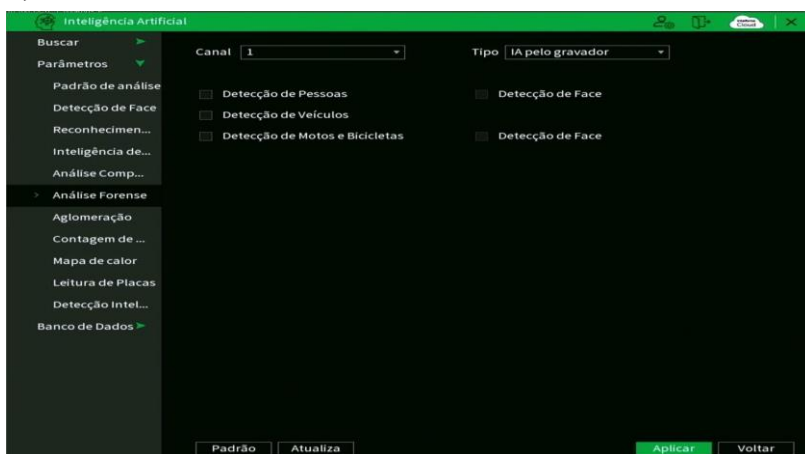 Inteligência Artificial
Buscar
Parâmetros
Padrão de análise
Detecção de Face
Reconhecimen...
Inteligência de...
Análise Comp...
Análise Forense
Aglomeração
Contagem de ...
Mapa de calor
Leitura de Placas
Detecção Intel...
Banco de Dados
Canal 1 Tipo IA pelo gravador
Detecção de Pessoas Detecção de Face
Detecção de Veículos
Detecção de Motos e Bicicletas Detecção de Face
Padrão Atualiza Aplicar Voltar